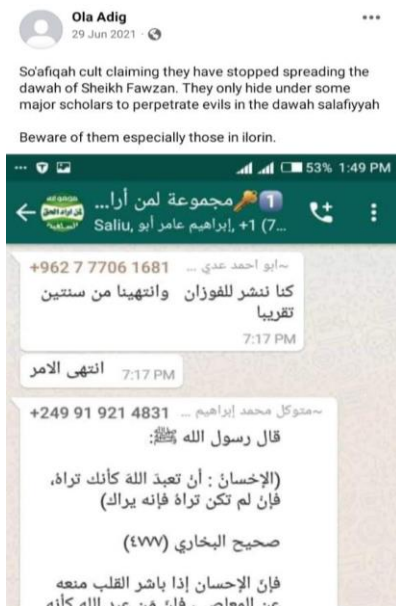 Ola Adig
29 Jun 2021 ·
So'afiqah cult claiming they have stopped spreading the
dawah of Sheikh Fawzan. They only hide under some
major scholars to perpetrate evils in the dawah salafiyyah
Beware of them especially those in ilorin.
53% 1:49 PM
1 مجموعة لمن أرا...
Saliu, إبراهيم عامر أبو, +1 (7...
+962 7 7706 1681 ~ابو احمد عدي ...
كنا ننشر للفوزان وانتهينا من سنتين
تقريبا
7:17 PM
انتهى الامر 7:17 PM
+249 91 921 4831 ~متوكل محمد إبراهيم ...
قال رسول الله ﷺ:
(الإحسانُ : أنْ تعبدَ اللهَ كأنك تراهُ،
فإنْ لم تكن تراهُ فإنه يراك)
صحيح البخاري (٤٧٧٧)
فإنَّ الإحسان إذا باشر القلب منعه